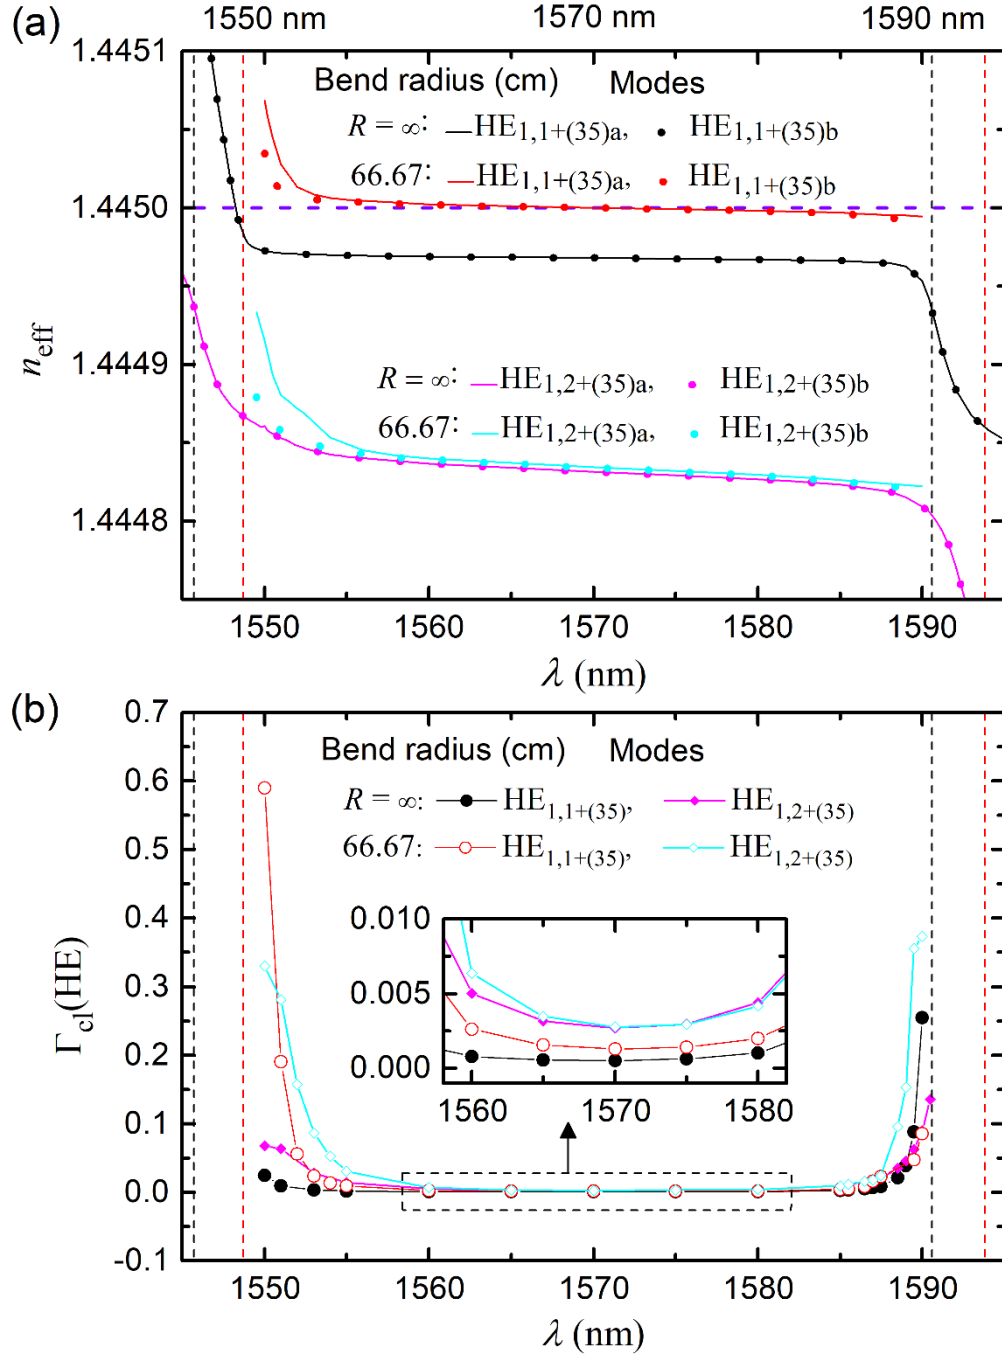 (a) 1550 nm 1570 nm 1590 nm
1.4451
Bend radius (cm) Modes
R = ∞: HE1,1+(35)a, HE1,1+(35)b
66.67: HE1,1+(35)a, HE1,1+(35)b
1.4450
neff
1.4449
R = ∞: HE1,2+(35)a, HE1,2+(35)b
66.67: HE1,2+(35)a, HE1,2+(35)b
1.4448
1550 1560 1570 1580 1590
λ (nm)
(b)
0.7
Bend radius (cm) Modes
0.6
R = ∞: HE1,1+(35), HE1,2+(35)
66.67: HE1,1+(35), HE1,2+(35)
0.5
0.4
0.010
Γcl(HE)
0.3
0.005
0.2
0.000
0.1
1560 1570 1580
0.0
-0.1
1550 1560 1570 1580 1590
λ (nm)